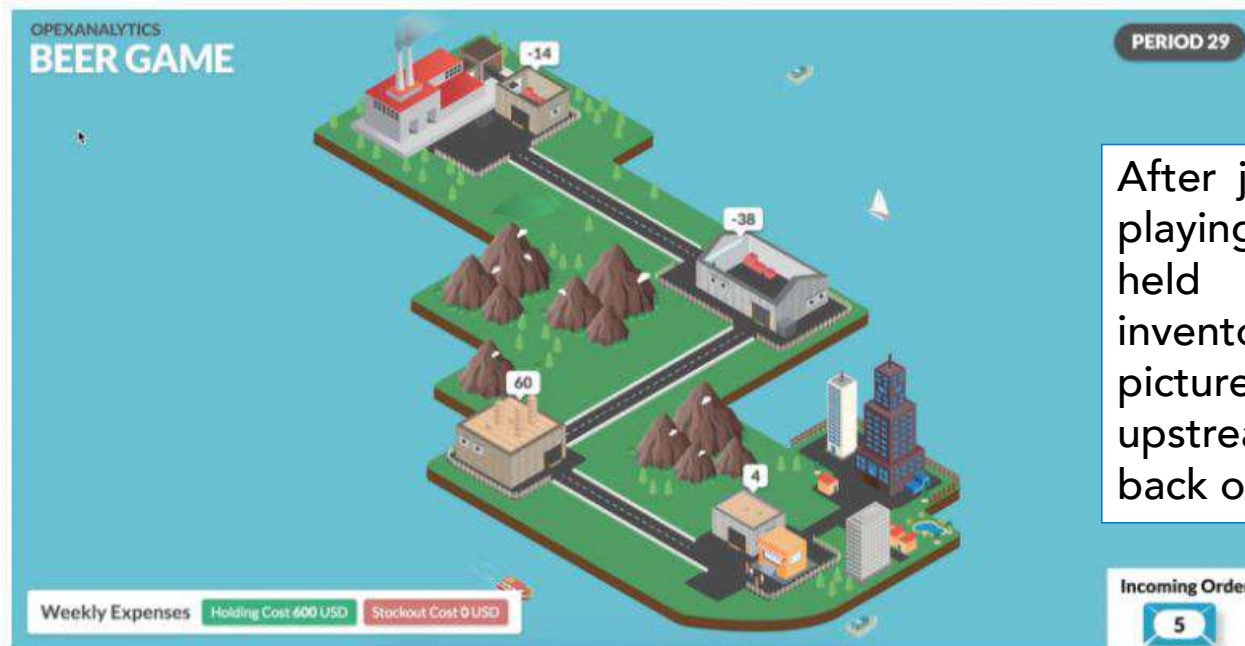 OPEXANALYTICS
BEER GAME
PERIOD 29
-14
-38
60
4
After j
playing
held
invento
picture
upstrea
back o
Weekly Expenses Holding Cost 600 USD Stockout Cost 0 USD
Incoming Order
5